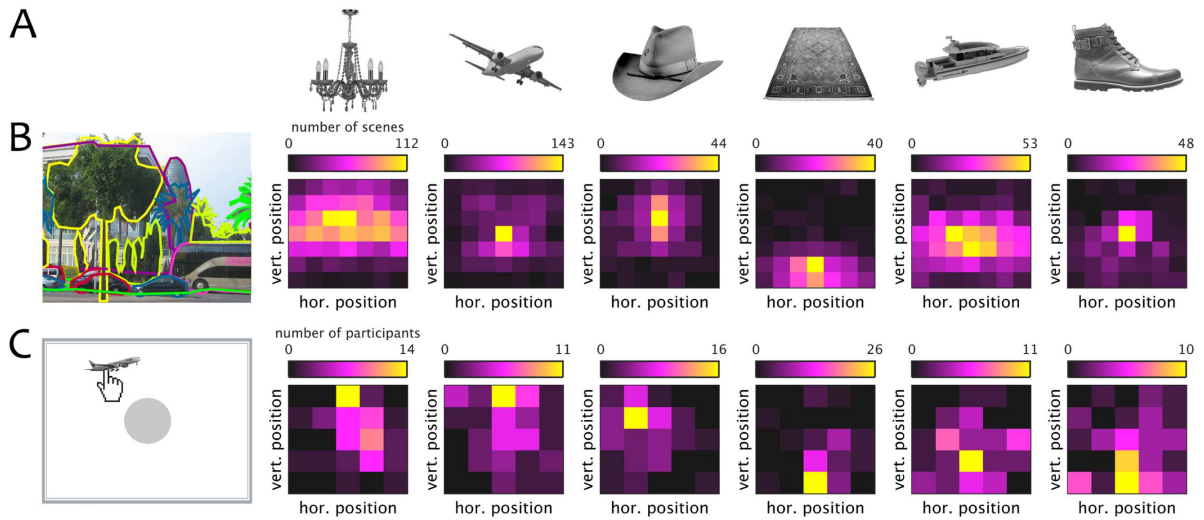 A
B
number of scenes
0 112
0 143
0 44
0 40
0 53
0 48
vert. position
vert. position
vert. position
vert. position
vert. position
vert. position
hor. position
hor. position
hor. position
hor. position
hor. position
hor. position
C
number of participants
0 14
0 11
0 16
0 26
0 11
0 10
vert. position
vert. position
vert. position
vert. position
vert. position
vert. position
hor. position
hor. position
hor. position
hor. position
hor. position
hor. position